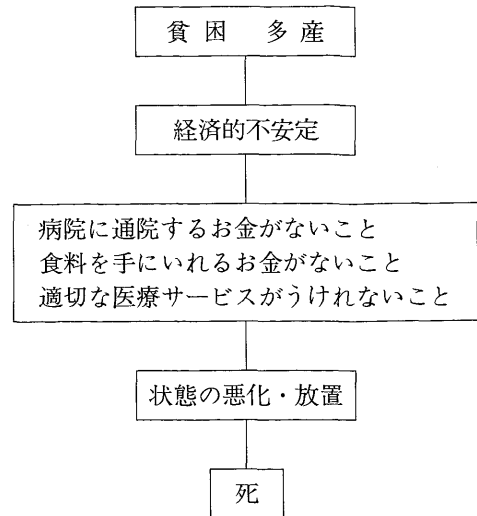 貧困　多産
経済的不安定
病院に通院するお金がないこと
食料を手にいれるお金がないこと
適切な医療サービスがうけれないこと
状態の悪化・放置
死